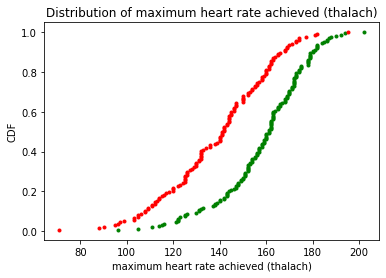 Distribution of maximum heart rate achieved (thalach)
1.0
0.8
0.6
0.4
0.2
0.0
CDF
80 100 120 140 160 180 200
maximum heart rate achieved (thalach)